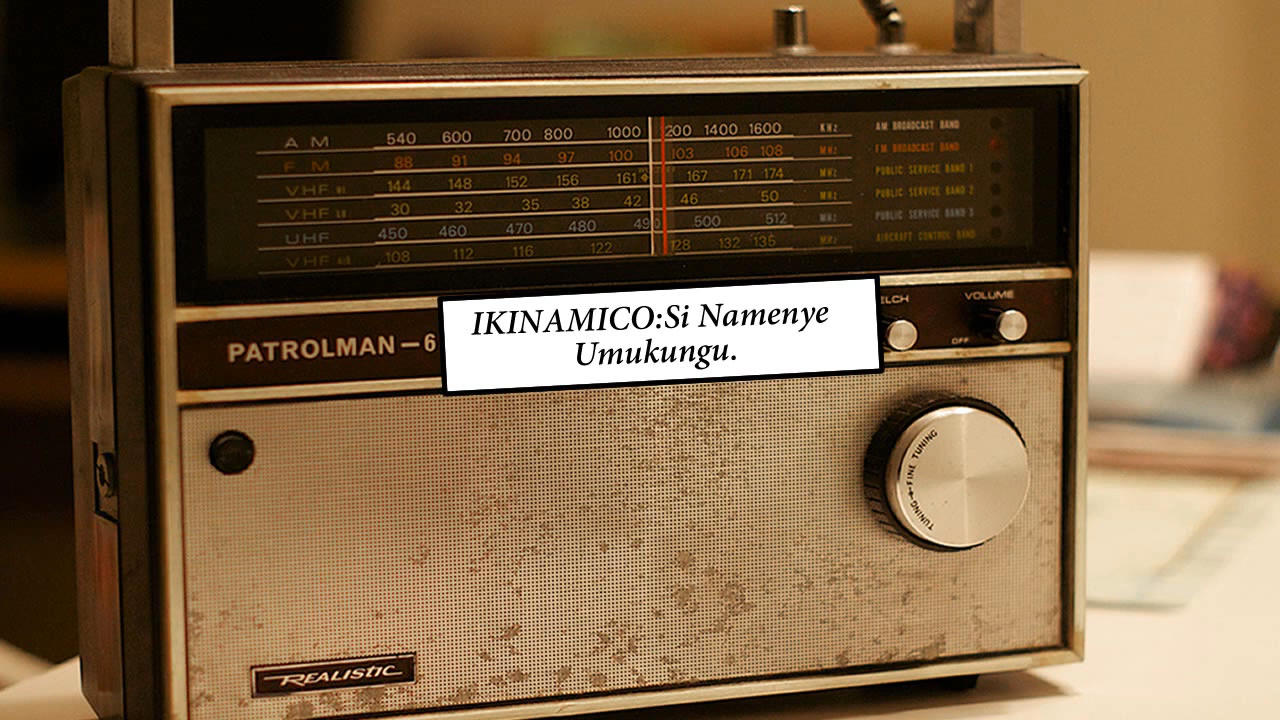 AM 540 600 700 800 1000 1400 1600 KHz AM BROADCAST BAND
FM 88 91 94 97 100 103 106 108 MHz FM BROADCAST BAND
VHF HI 144 148 152 156 161 167 171 174 MHz PUBLIC SERVICE BAND 1
VHF LO 30 32 35 38 42 46 50 MHz PUBLIC SERVICE BAND 2
UHF 450 460 470 480 490 500 512 MHz PUBLIC SERVICE BAND 3
VHF AIR 108 112 116 122 128 132 135 MHz AIRCRAFT CONTROL BAND
VOLUME
OFF
PATROLMAN – 6
IKINAMICO:Si Namenye
Umukungu.
TUNING FINE TUNING
REALISTIC